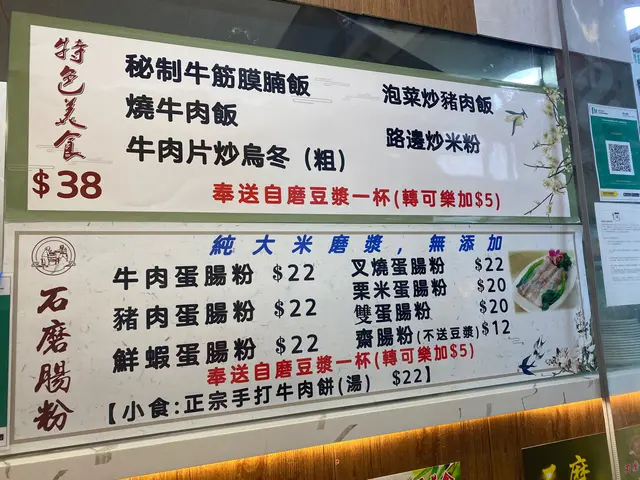 特色美食
$38
秘制牛筋膜腩飯
泡菜炒豬肉飯
燒牛肉飯
路邊炒米粉
牛肉片炒烏冬（粗）
奉送自磨豆漿一杯(轉可樂加$5)
石磨腸粉
純大米磨漿，無添加
牛肉蛋腸粉 $22
叉燒蛋腸粉 $22
豬肉蛋腸粉 $22
栗米蛋腸粉 $20
雙蛋腸粉 $20
鮮蝦蛋腸粉 $22
齋腸粉(不送豆漿) $12
奉送自磨豆漿一杯(轉可樂加$5)
【小食:正宗手打牛肉餅(湯) $22】